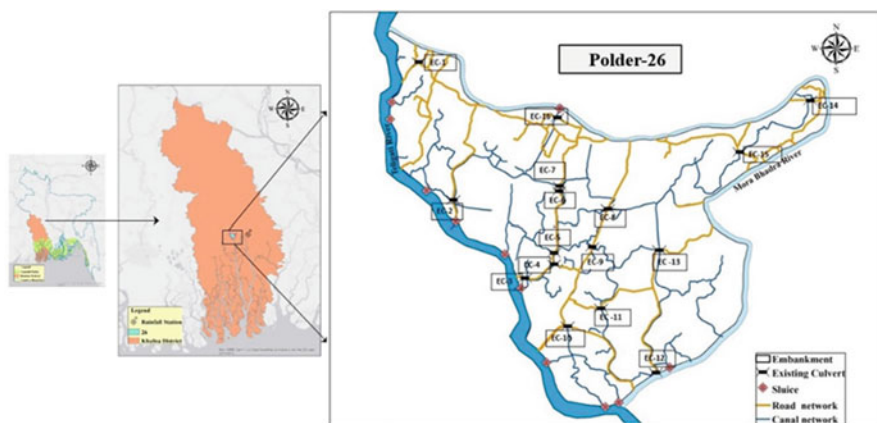 N
W E
S
Legend
Rainfall Station
26
Khulna District
N
W E
S
Polder-26
EC-1
EC-14
EC-7
EC-6
EC-15
Mora Bhadra River
EC-2
EC-8
EC-5
EC-4
EC-9
EC-13
EC-3
EC-11
EC-10
EC-12
Embankment
Existing Culvert
Sluice
Road network
Canal network